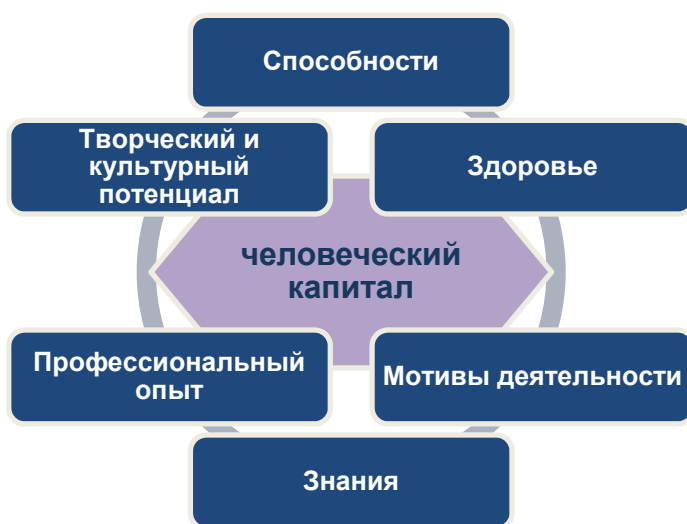 Способности
Творческий и
культурный
потенциал
Здоровье
человеческий
капитал
Профессиональный
опыт
Мотивы деятельности
Знания